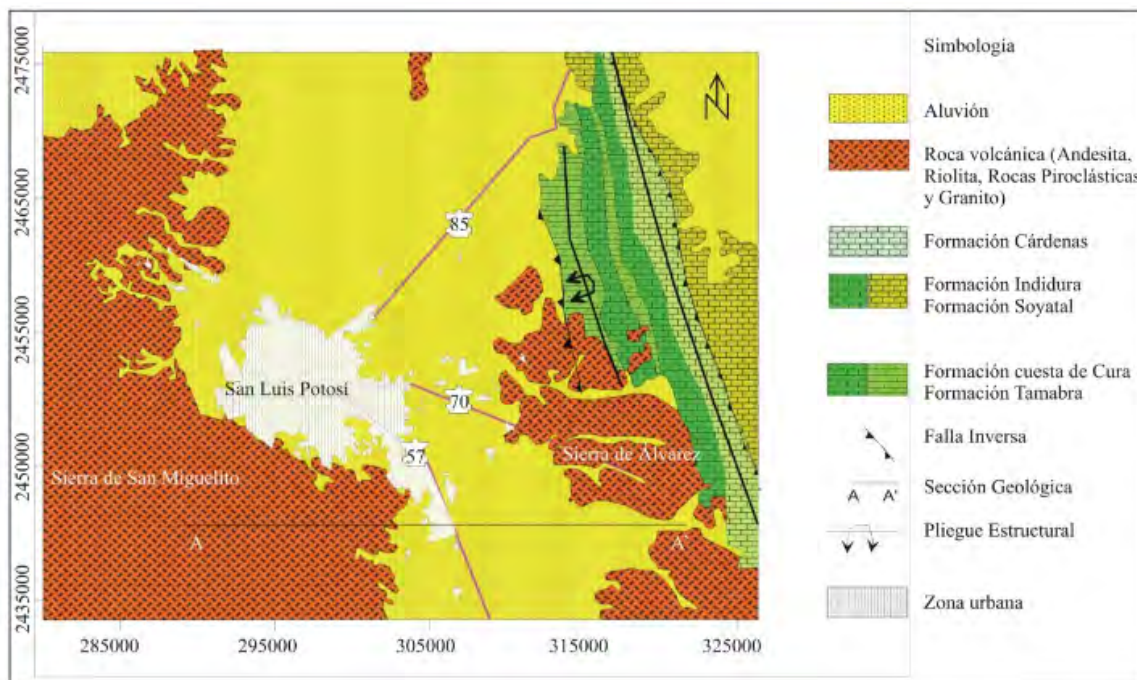 2475000
2465000
2455000
2450000
2435000
285000
295000
305000
315000
325000
N
85
70
57
San Luis Potosí
Sierra de San Miguelito
Sierra de Álvarez
A
A'
Simbologia
Aluvión
Roca volcánica (Andesita,
Riolita, Rocas Piroclásticas
y Granito)
Formación Cárdenas
Formación Indidura
Formación Soyatal
Formación cuesta de Cura
Formación Tamabra
Falla Inversa
A A' Sección Geológica
Pliegue Estructural
Zona urbana